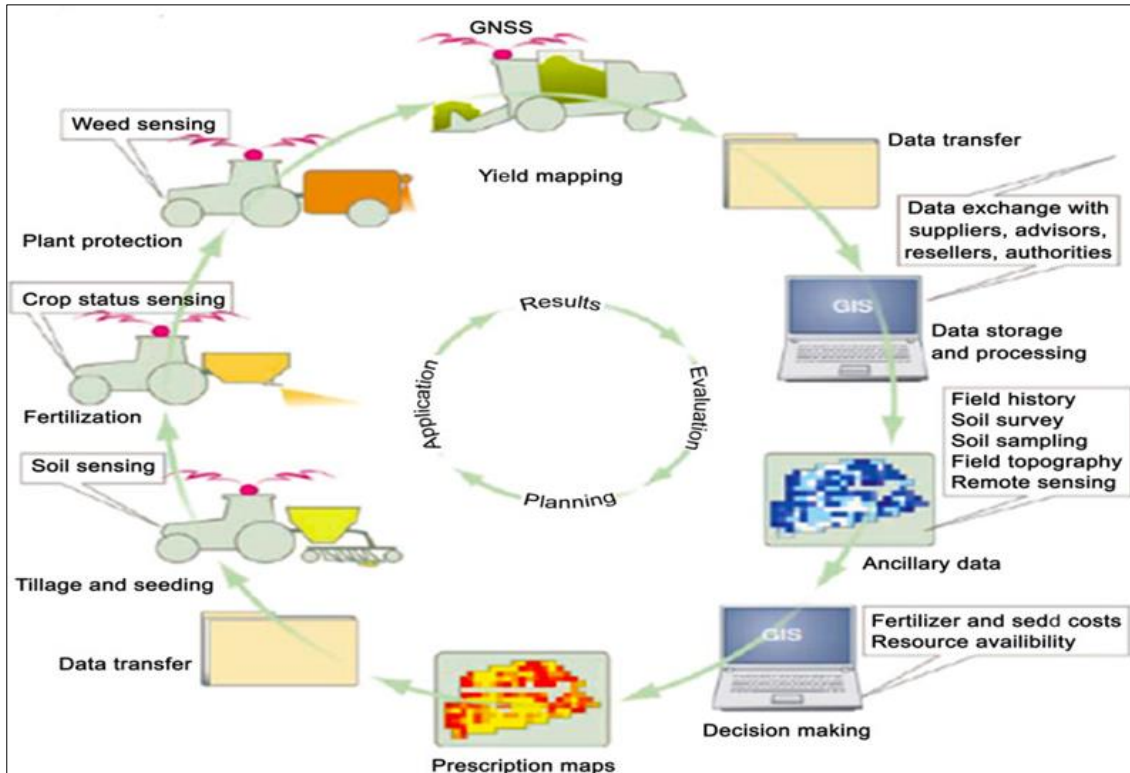 GNSS
Yield mapping
Data transfer
Data exchange with
suppliers, advisors,
resellers, authorities
GIS
Data storage
and processing
Field history
Soil survey
Soil sampling
Field topography
Remote sensing
Ancillary data
Fertilizer and sedd costs
Resource availibility
GIS
Decision making
Prescription maps
Data transfer
Tillage and seeding
Soil sensing
Fertilization
Crop status sensing
Plant protection
Weed sensing
Results
Evaluation
Planning
Application